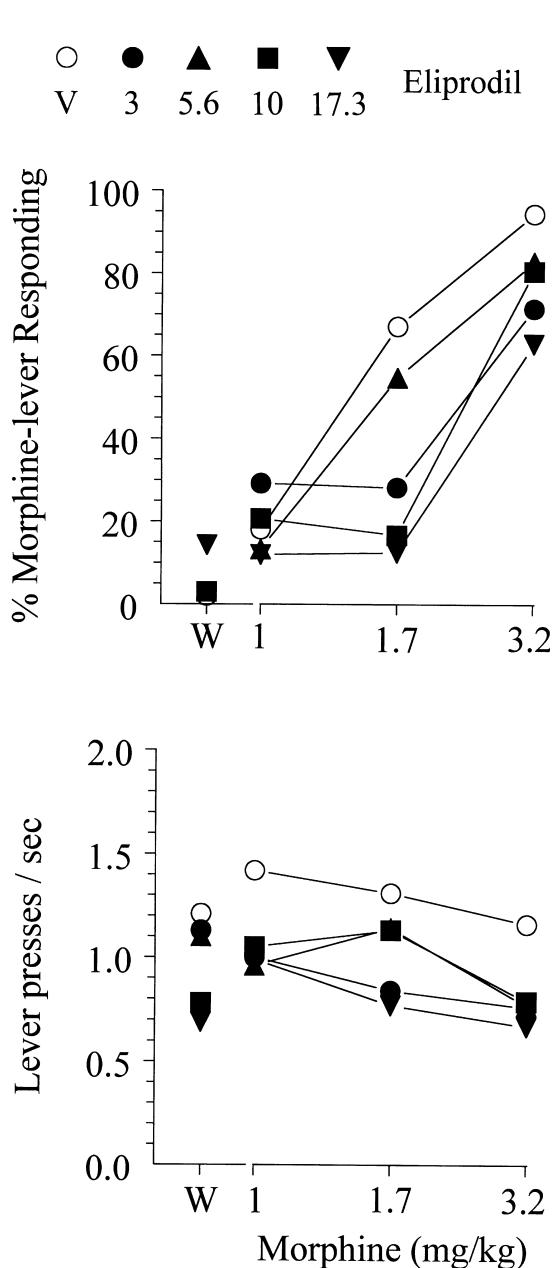 Eliprodil
V 3 5.6 10 17.3
% Morphine-lever Responding
100
80
60
40
20
0
W 1 1.7 3.2
Lever presses / sec
2.0
1.5
1.0
0.5
0.0
W 1 1.7 3.2
Morphine (mg/kg)